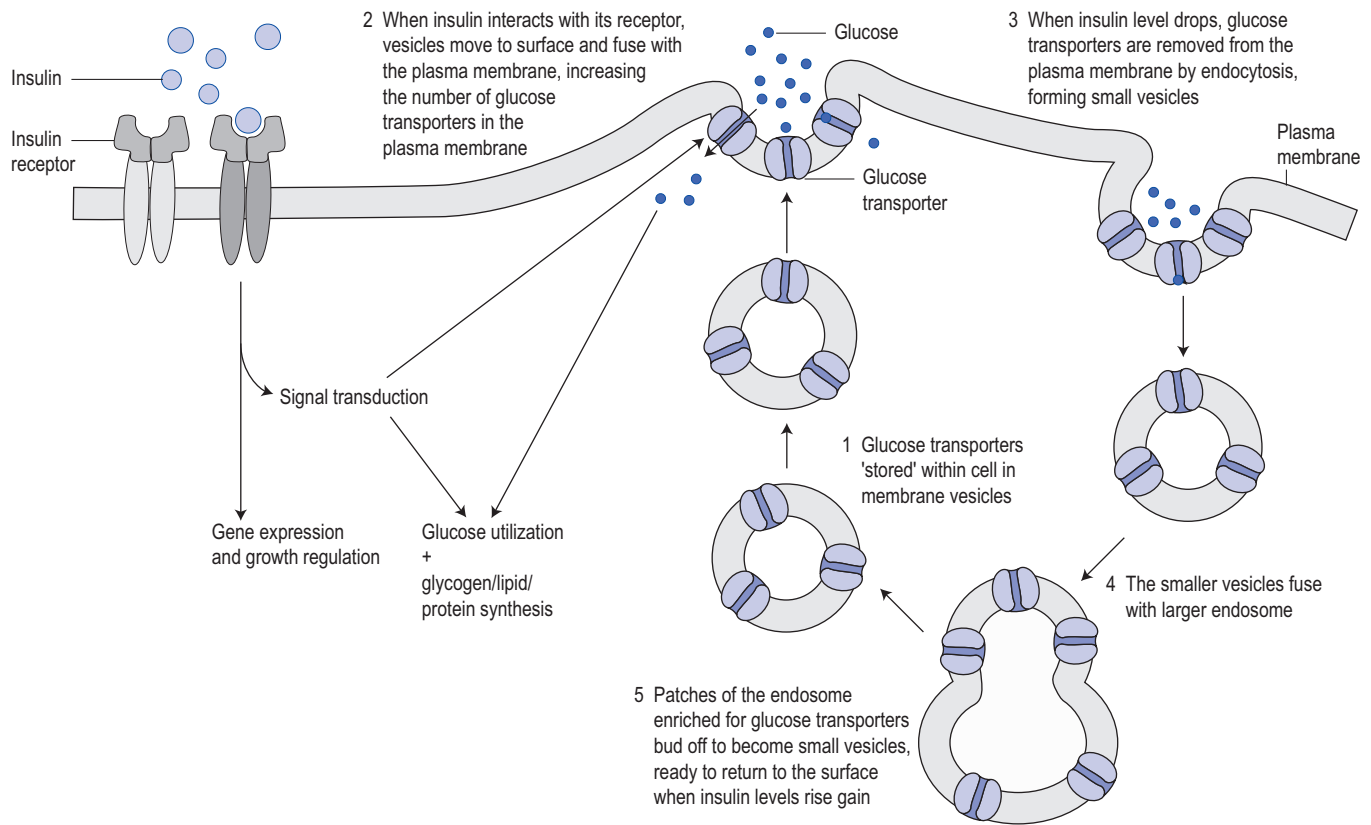 Insulin
Insulin
receptor
2 When insulin interacts with its receptor,
vesicles move to surface and fuse with
the plasma membrane, increasing
the number of glucose
transporters in the
plasma membrane
Glucose
Glucose
transporter
3 When insulin level drops, glucose
transporters are removed from the
plasma membrane by endocytosis,
forming small vesicles
Plasma
membrane
Signal transduction
Gene expression
and growth regulation
Glucose utilization
+
glycogen/lipid/
protein synthesis
1 Glucose transporters
'stored' within cell in
membrane vesicles
4 The smaller vesicles fuse
with larger endosome
5 Patches of the endosome
enriched for glucose transporters
bud off to become small vesicles,
ready to return to the surface
when insulin levels rise gain